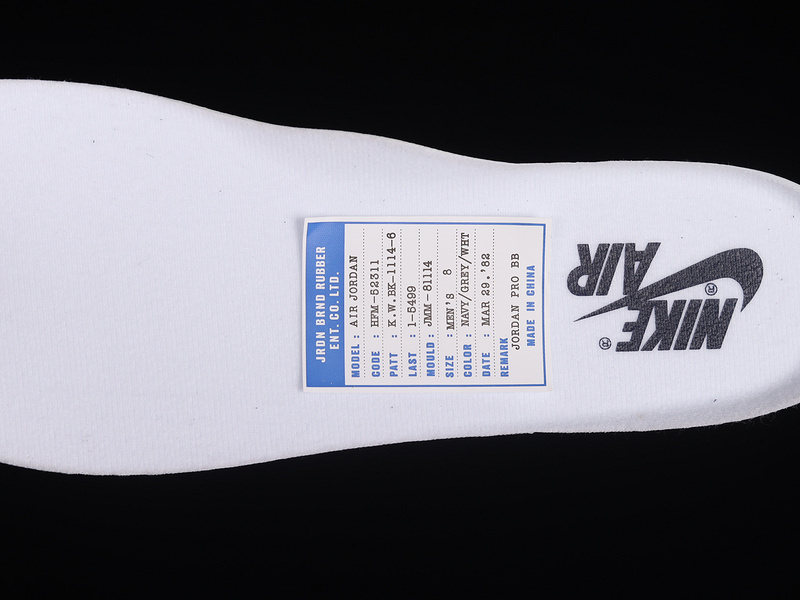 JRDN BRND RUBBER
ENT. CO. LTD.
MODEL : AIR JORDAN
CODE : HFM-52311
PATT : K.W.BK-1114-6
LAST : 1-5499
MOULD : JMM-81114
SIZE : MEN'S 8
COLOR : NAVY/GREY/WHT
DATE : MAR 29.'82
REMARK
JORDAN PRO BB
MADE IN CHINA
NIKE ®
AIR ®